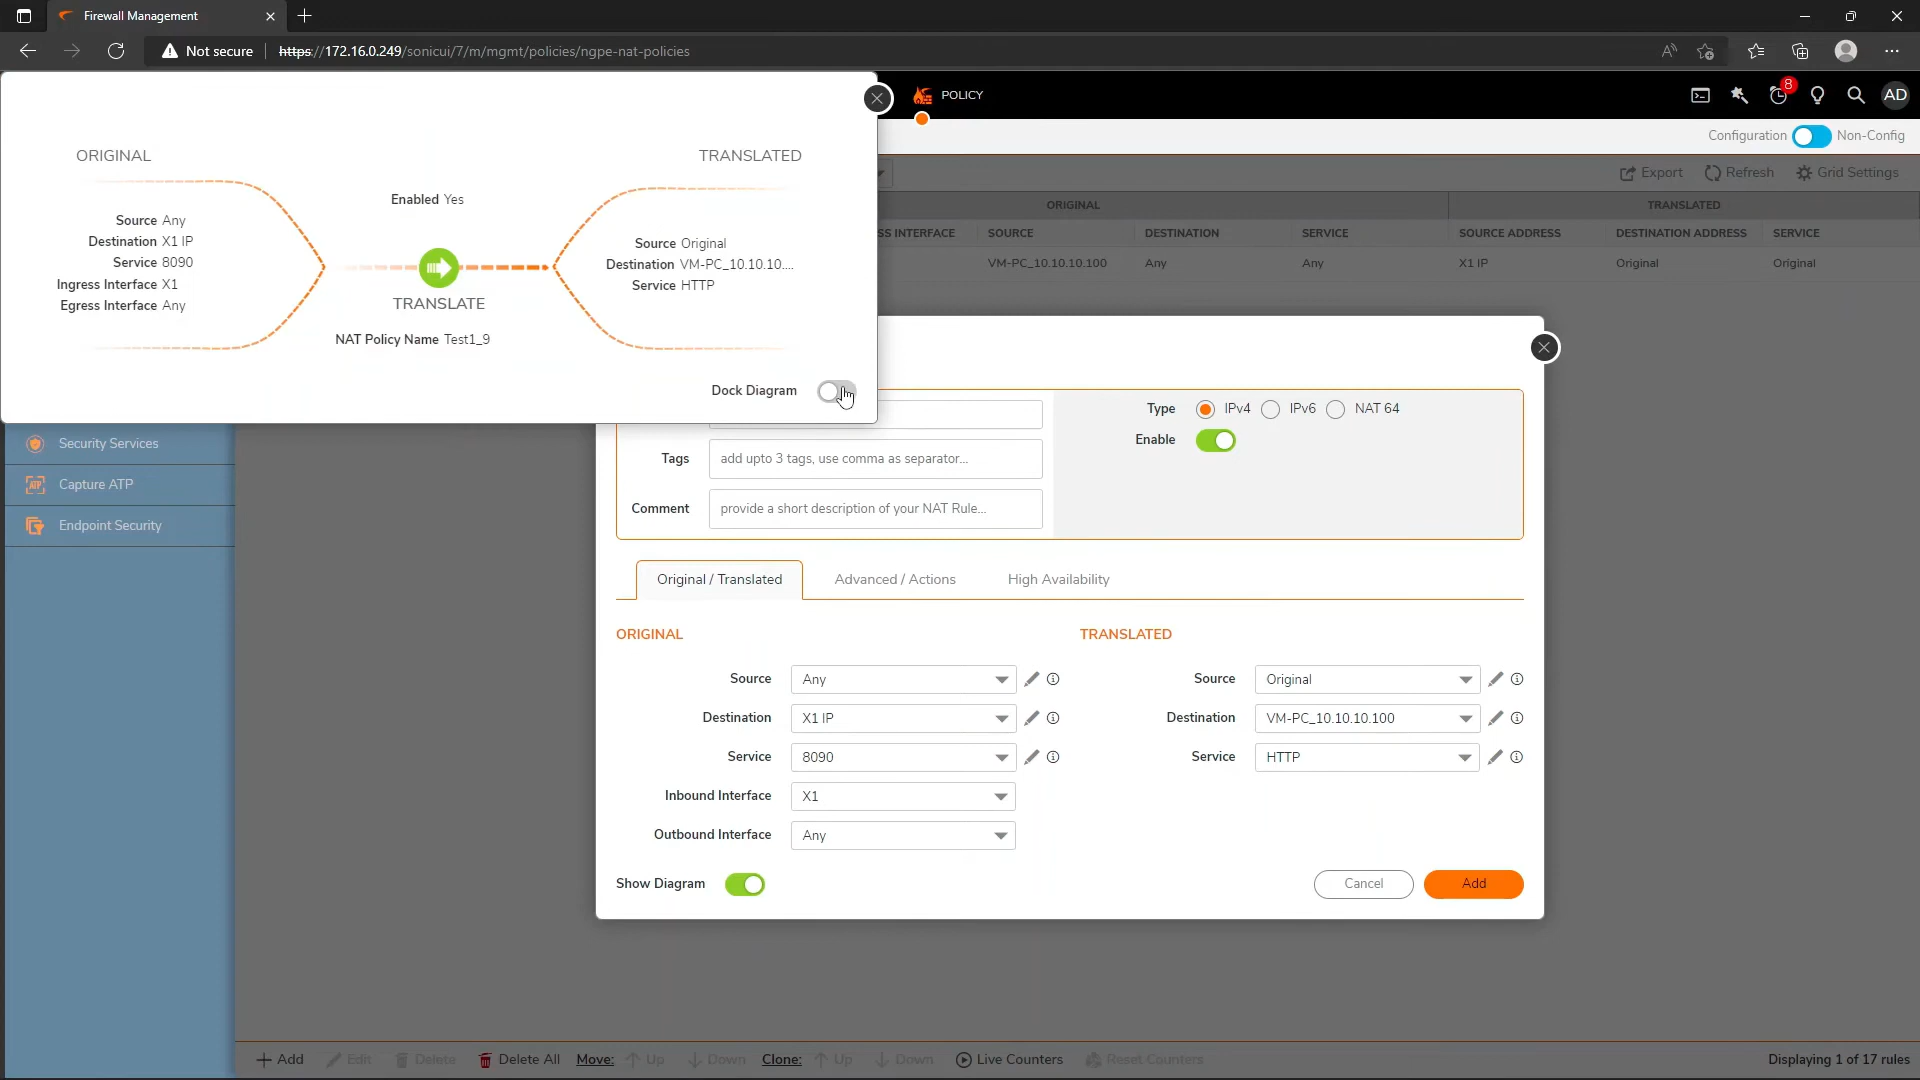 Firewall Management
Not secure
https://172.16.0.249/sonicui/7/m/mgmt/policies/ngpe-nat-policies
POLICY
8
AD
Configuration
Non-Config
ORIGINAL
TRANSLATED
Enabled Yes
Source Any
Destination X1 IP
Service 8090
Ingress Interface X1
Egress Interface Any
Source Original
Destination VM-PC_10.10.10....
Service HTTP
TRANSLATE
NAT Policy Name Test1_9
Dock Diagram
Export
Refresh
Grid Settings
ORIGINAL
TRANSLATED
SS INTERFACE
SOURCE
DESTINATION
SERVICE
SOURCE ADDRESS
DESTINATION ADDRESS
SERVICE
VM-PC_10.10.10.100
Any
Any
X1 IP
Original
Original
Security Services
ATP
Capture ATP
Endpoint Security
Type
IPv4
IPv6
NAT 64
Enable
Tags
add upto 3 tags, use comma as separator...
Comment
provide a short description of your NAT Rule...
Original / Translated
Advanced / Actions
High Availability
ORIGINAL
TRANSLATED
Source
Any
Source
Original
Destination
X1 IP
Destination
VM-PC_10.10.10.100
Service
8090
Service
HTTP
Inbound Interface
X1
Outbound Interface
Any
Show Diagram
Cancel
Add
Add
Edit
Delete
Delete All
Move:
Up
Down
Clone:
Up
Down
Live Counters
Reset Counters
Displaying 1 of 17 rules